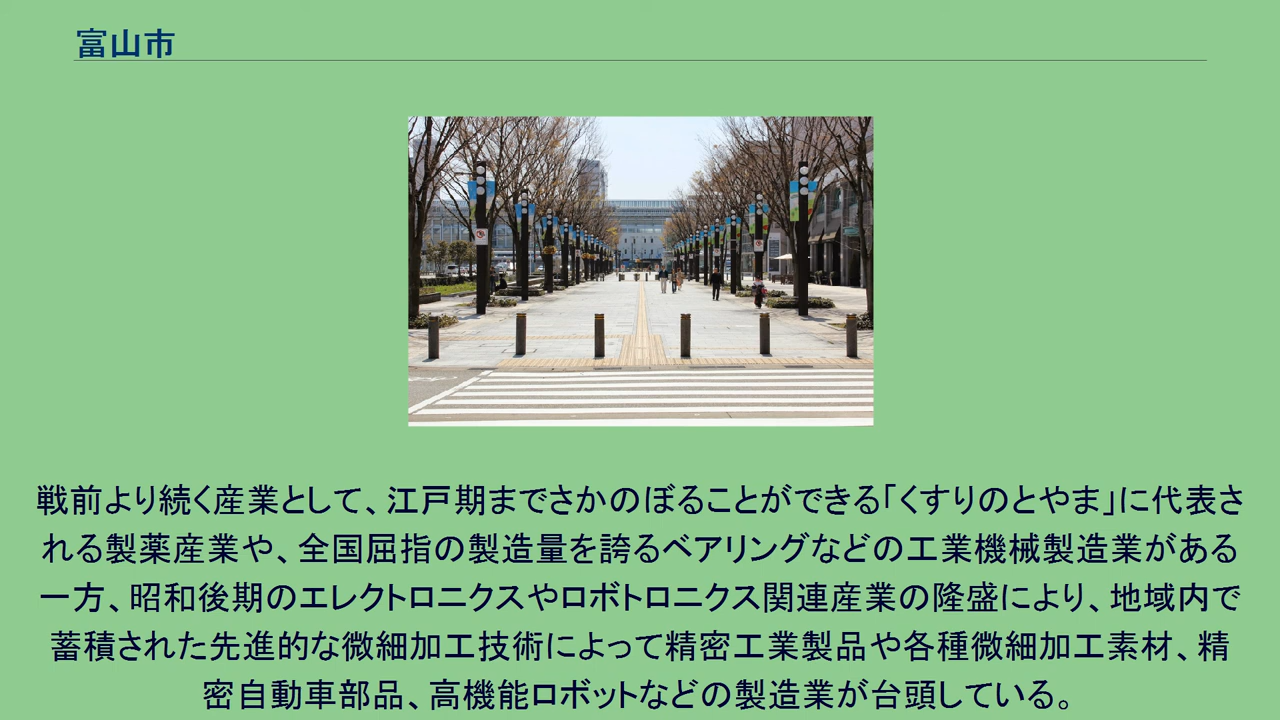 富山市
戦前より続く産業として、江戸期までさかのぼることができる「くすりのとやま」に代表さ
れる製薬産業や、全国屈指の製造量を誇るベアリングなどの工業機械製造業がある
一方、昭和後期のエレクトロニクスやロボトロニクス関連産業の隆盛により、地域内で
蓄積された先進的な微細加工技術によって精密工業製品や各種微細加工素材、精
密自動車部品、高機能ロボットなどの製造業が台頭している。